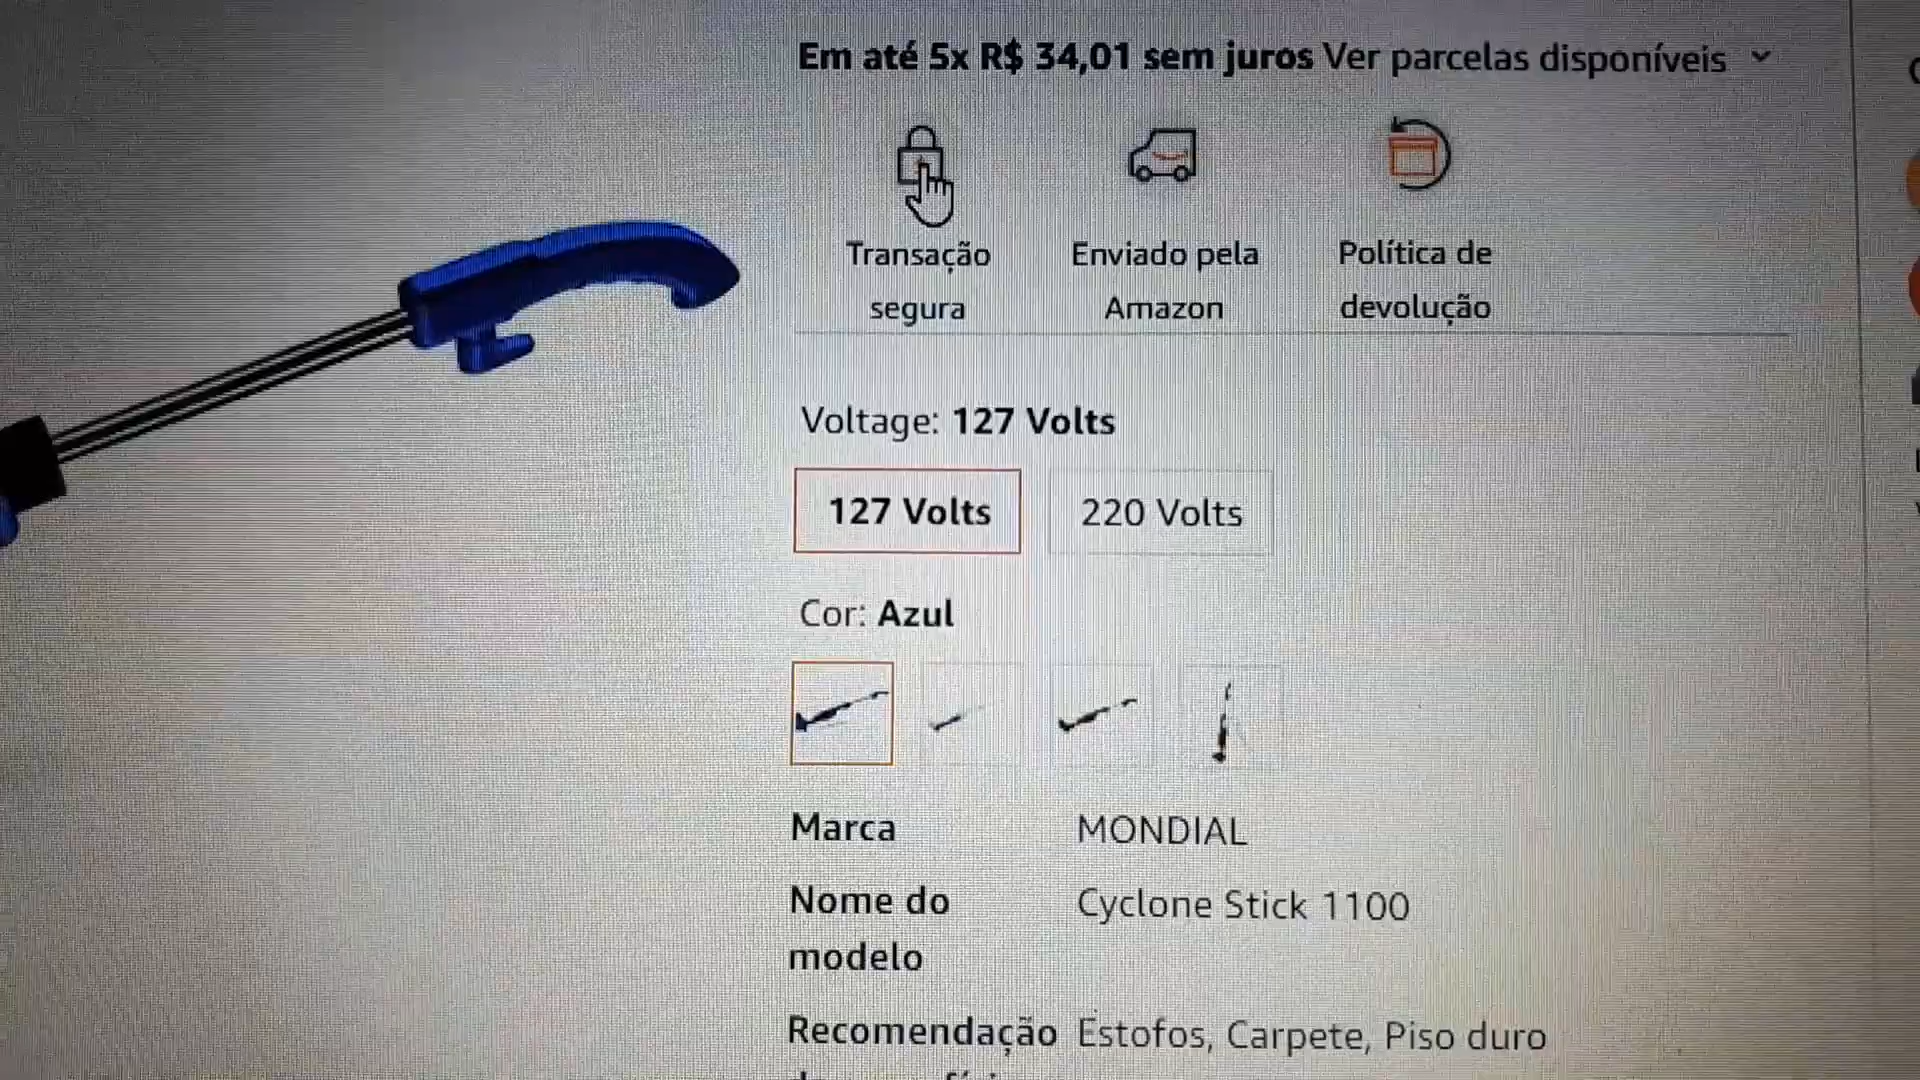 Em até 5x R$ 34,01 sem juros Ver parcelas disponíveis
Transação segura
Enviado pela Amazon
Política de devolução
Voltage: 127 Volts
127 Volts
220 Volts
Cor: Azul
Marca MONDIAL
Nome do modelo Cyclone Stick 1100
Recomendação Estofos, Carpete, Piso duro